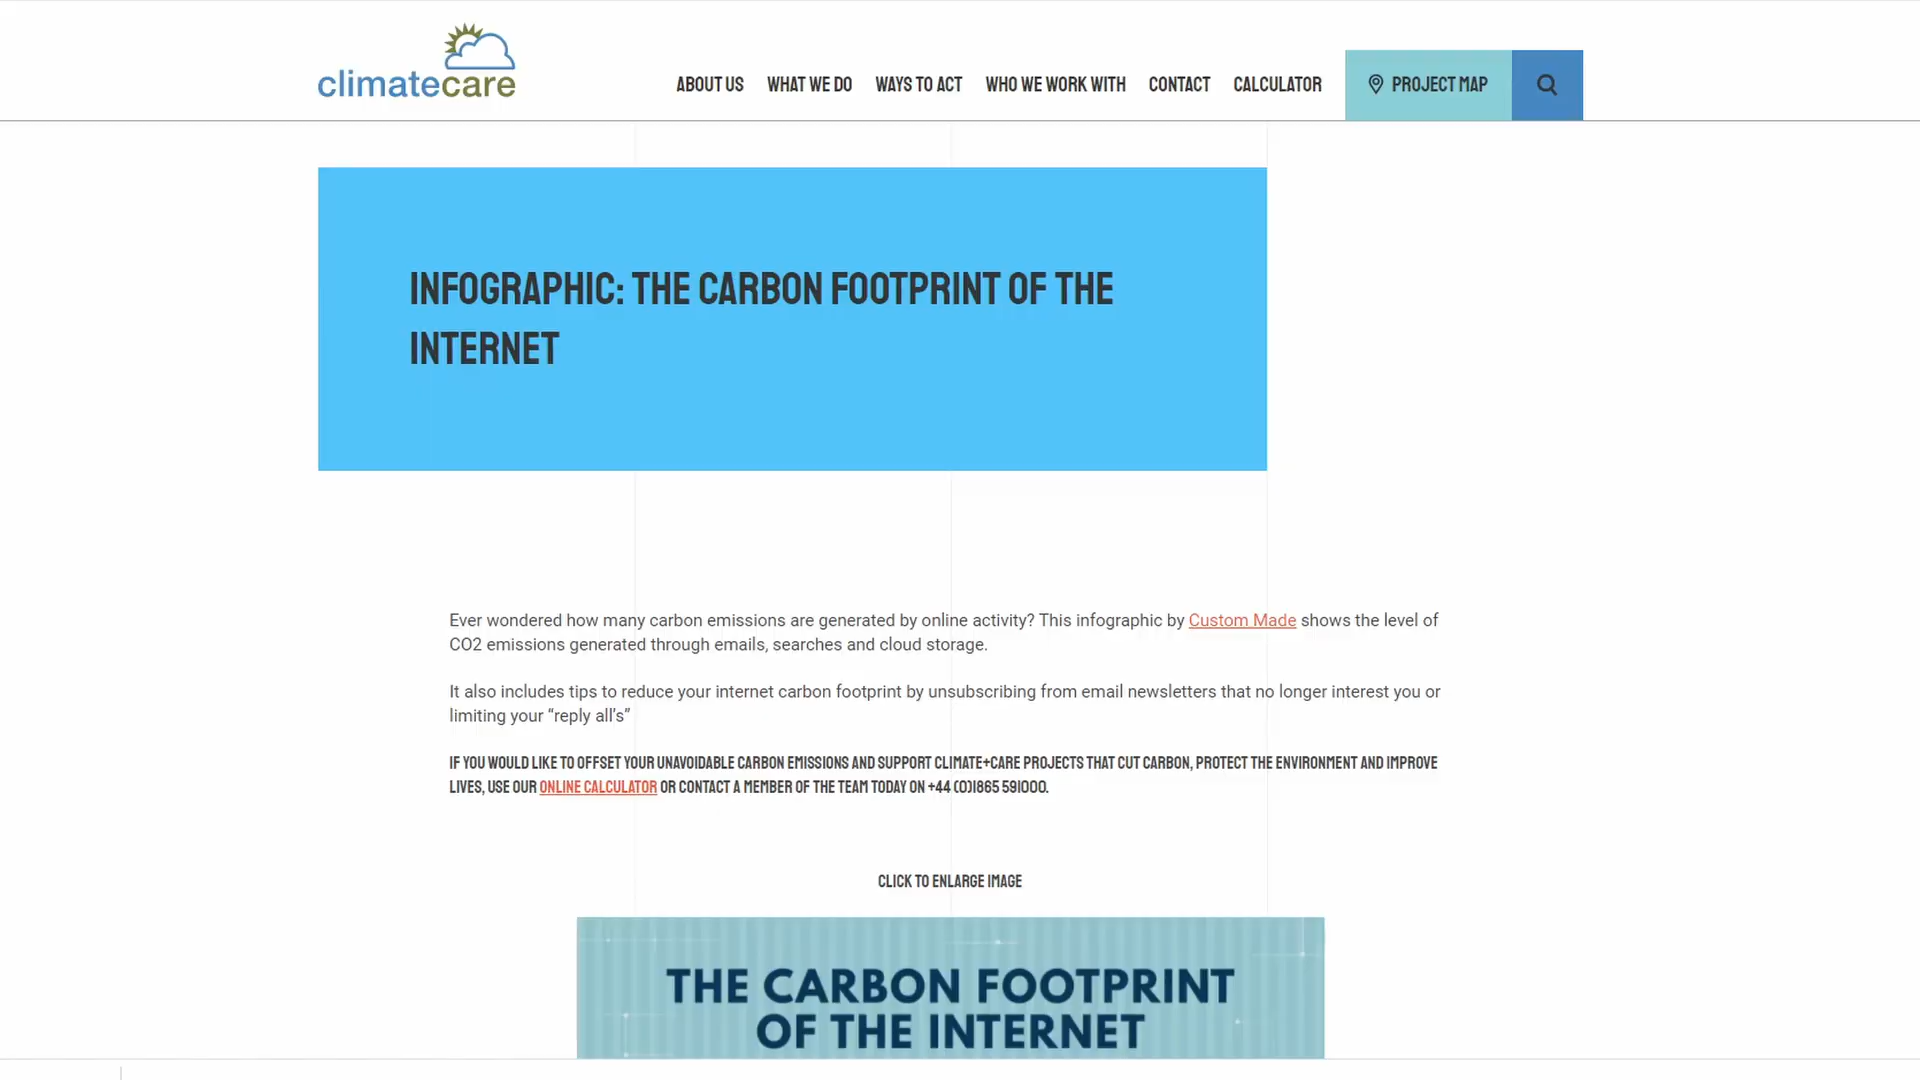 climatecare
ABOUT US WHAT WE DO WAYS TO ACT WHO WE WORK WITH CONTACT CALCULATOR PROJECT MAP
INFOGRAPHIC: THE CARBON FOOTPRINT OF THE
INTERNET
Ever wondered how many carbon emissions are generated by online activity? This infographic by Custom Made shows the level of
CO2 emissions generated through emails, searches and cloud storage.
It also includes tips to reduce your internet carbon footprint by unsubscribing from email newsletters that no longer interest you or
limiting your “reply all’s”
IF YOU WOULD LIKE TO OFFSET YOUR UNAVOIDABLE CARBON EMISSIONS AND SUPPORT CLIMATE+CARE PROJECTS THAT CUT CARBON, PROTECT THE ENVIRONMENT AND IMPROVE
LIVES, USE OUR ONLINE CALCULATOR OR CONTACT A MEMBER OF THE TEAM TODAY ON +44 (0)1865 591000.
CLICK TO ENLARGE IMAGE
THE CARBON FOOTPRINT
OF THE INTERNET